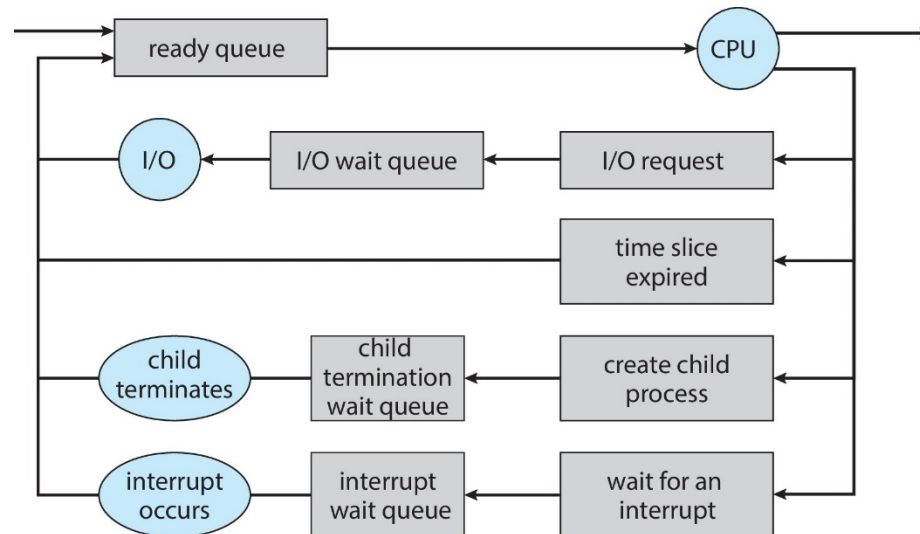 ready queue
CPU
I/O
I/O wait queue
I/O request
time slice
expired
child
terminates
child
termination
wait queue
create child
process
interrupt
occurs
interrupt
wait queue
wait for an
interrupt